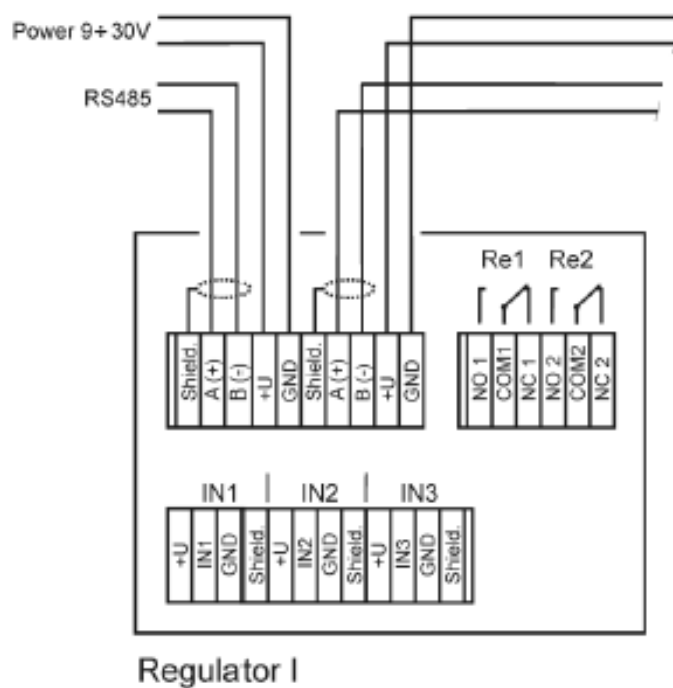 Power 9÷30V
RS485
Re1 Re2
Shield. A (+) B (-) +U GND Shield. A (+) B (-) +U GND
NO 1 COM1 NC 1 NO 2 COM2 NC 2
IN1 IN2 IN3
+U IN1 GND Shield. +U IN2 GND Shield. +U IN3 GND Shield.
Regulator I